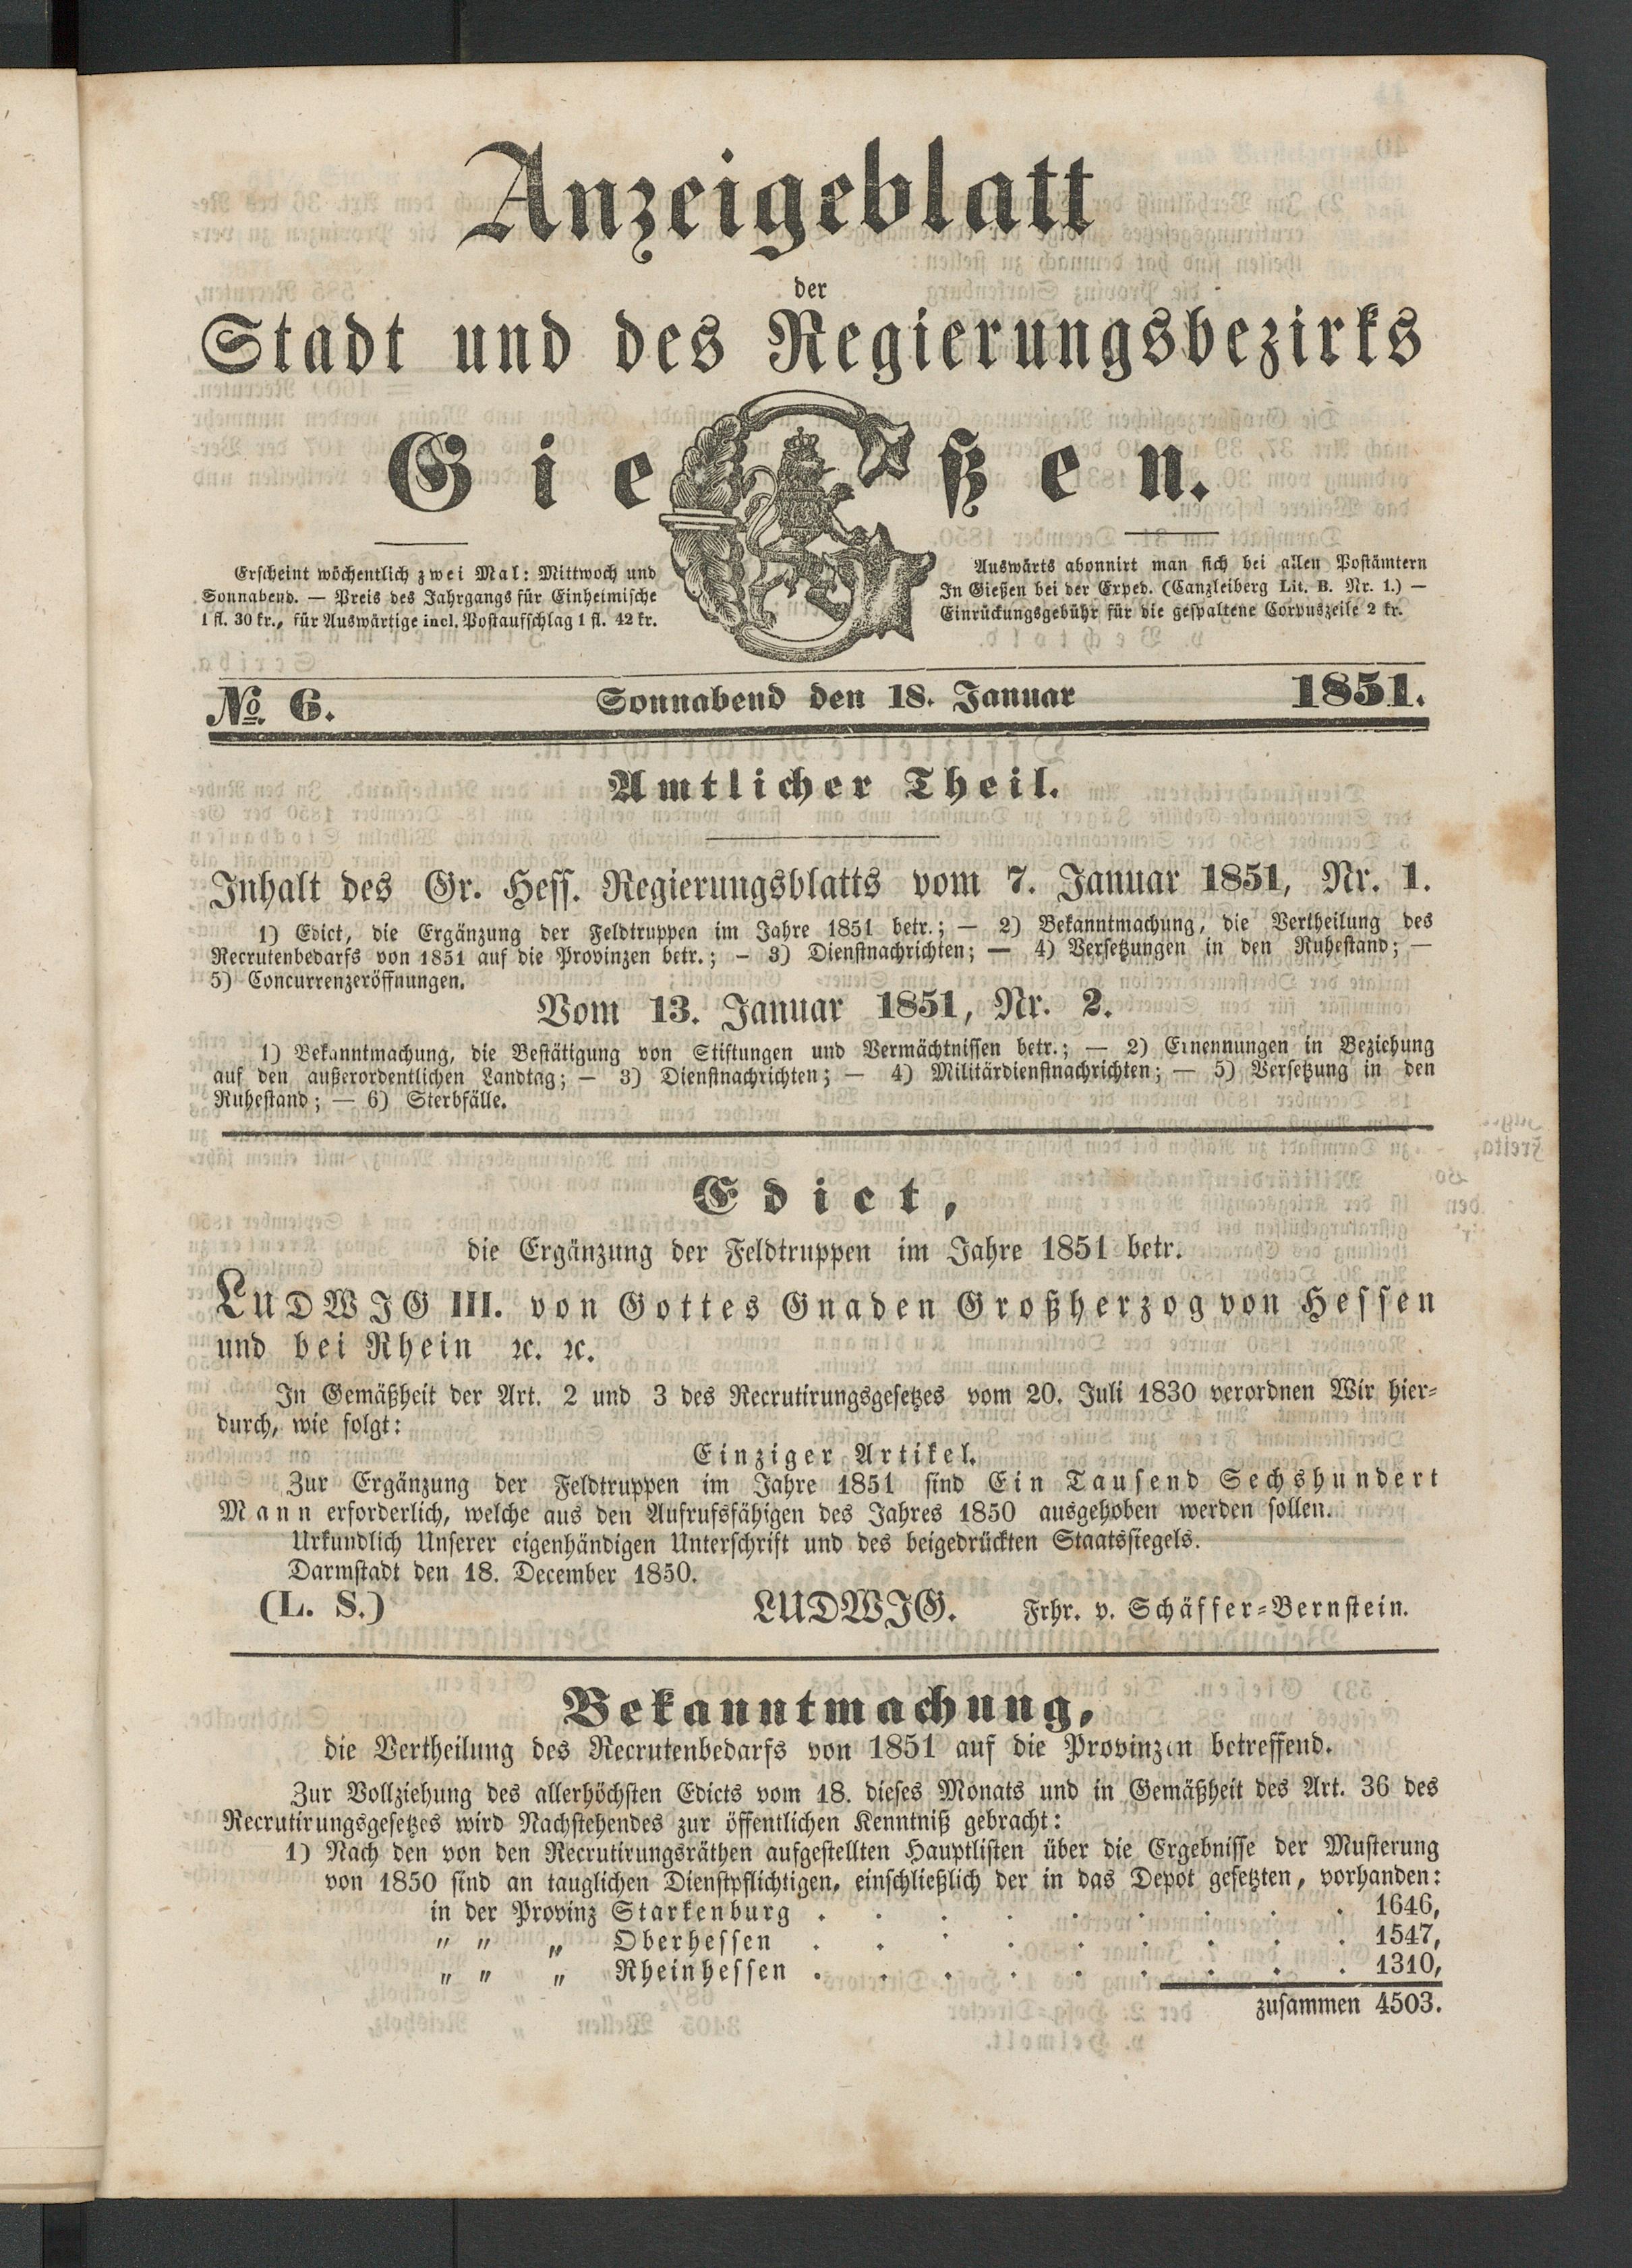 Anzeigeblatt
der
Stadt und des Regierungsbezirks
Gießen.
Erscheint wöchentlich zwei Mal: Mittwoch und
Sonnabend. — Preis des Jahrgangs für Einheimische
1 fl. 30 kr., für Auswärtige incl. Postaufschlag 1 fl. 42 kr.
Auswärts abonnirt man sich bei allen Postämtern
In Gießen bei der Exped. (Canzleiberg Lit. B. Nr. 1.) —
Einrückungsgebühr für die gespaltene Corpuszeile 2 kr.
No. 6. Sonnabend den 18. Januar 1851.
Amtlicher Theil.
Inhalt des Gr. Hess. Regierungsblatts vom 7. Januar 1851, Nr. 1.
1) Edict, die Ergänzung der Feldtruppen im Jahre 1851 betr.; — 2) Bekanntmachung, die Vertheilung des
Recrutenbedarfs von 1851 auf die Provinzen betr.; – 3) Dienstnachrichten; — 4) Versetzungen in den Ruhestand; —
5) Concurrenzeröffnungen.
Vom 13. Januar 1851, Nr. 2.
1) Bekanntmachung, die Bestätigung von Stiftungen und Vermächtnissen betr.; — 2) Ernennungen in Beziehung
auf den außerordentlichen Landtag; — 3) Dienstnachrichten; — 4) Militärdienstnachrichten; — 5) Versetzung in den
Ruhestand; — 6) Sterbfälle.
Edict,
die Ergänzung der Feldtruppen im Jahre 1851 betr.
LUDWIG III. von Gottes Gnaden Großherzog von Hessen
und bei Rhein ꝛc. ꝛc.
In Gemäßheit der Art. 2 und 3 des Recrutirungsgesetzes vom 20. Juli 1830 verordnen Wir hier-
durch, wie folgt:
Einziger Artikel.
Zur Ergänzung der Feldtruppen im Jahre 1851 sind Ein Tausend Sechshundert
Mann erforderlich, welche aus den Aufrufsfähigen des Jahres 1850 ausgehoben werden sollen.
Urkundlich Unserer eigenhändigen Unterschrift und des beigedrückten Staatssiegels.
Darmstadt den 18. December 1850.
(L. S.) LUDWIG. Frhr. v. Schäffer-Bernstein.
Bekanntmachung,
die Vertheilung des Recrutenbedarfs von 1851 auf die Provinzen betreffend.
Zur Vollziehung des allerhöchsten Edicts vom 18. dieses Monats und in Gemäßheit des Art. 36 des
Recrutirungsgesetzes wird Nachstehendes zur öffentlichen Kenntniß gebracht:
1) Nach den von den Recrutirungsräthen aufgestellten Hauptlisten über die Ergebnisse der Musterung
von 1850 sind an tauglichen Dienstpflichtigen, einschließlich der in das Depot gesetzten, vorhanden:
in der Provinz Starkenburg . . . . . . . . . 1646,
" " " Oberhessen . . . . . . . . . 1547,
" " " Rheinhessen . . . . . . . . . 1310,
zusammen 4503.